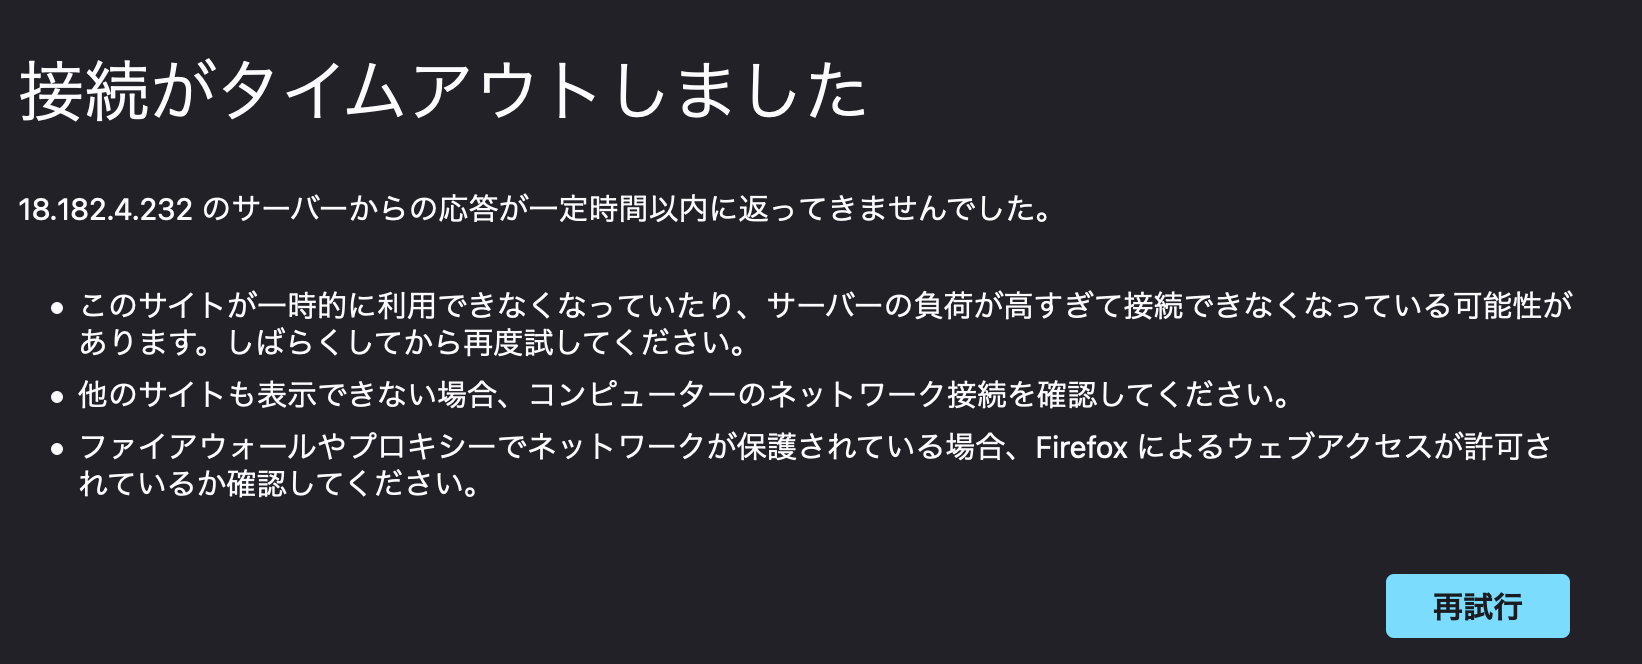 接続がタイムアウトしました
18.182.4.232 のサーバーからの応答が一定時間以内に返ってきませんでした。
• このサイトが一時的に利用できなくなっていたり、サーバーの負荷が高すぎて接続できなくなっている可能性が
あります。しばらくしてから再度試してください。
• 他のサイトも表示できない場合、コンピューターのネットワーク接続を確認してください。
• ファイアウォールやプロキシーでネットワークが保護されている場合、Firefox によるウェブアクセスが許可さ
れているか確認してください。
再試行